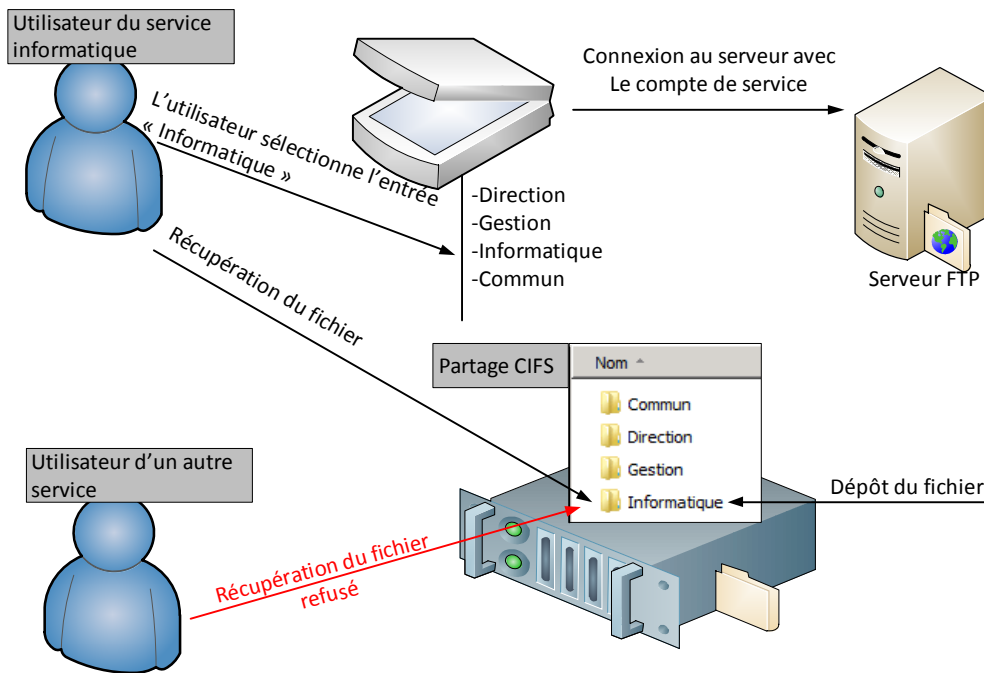 Utilisateur du service
informatique
Connexion au serveur avec
Le compte de service
L’utilisateur sélectionne l’entrée
« Informatique »
-Direction
-Gestion
-Informatique
-Commun
Serveur FTP
Récupération du fichier
Partage CIFS
Nom
Commun
Direction
Gestion
Informatique
Dépôt du fichier
Utilisateur d’un autre
service
Récupération du fichier
refusé